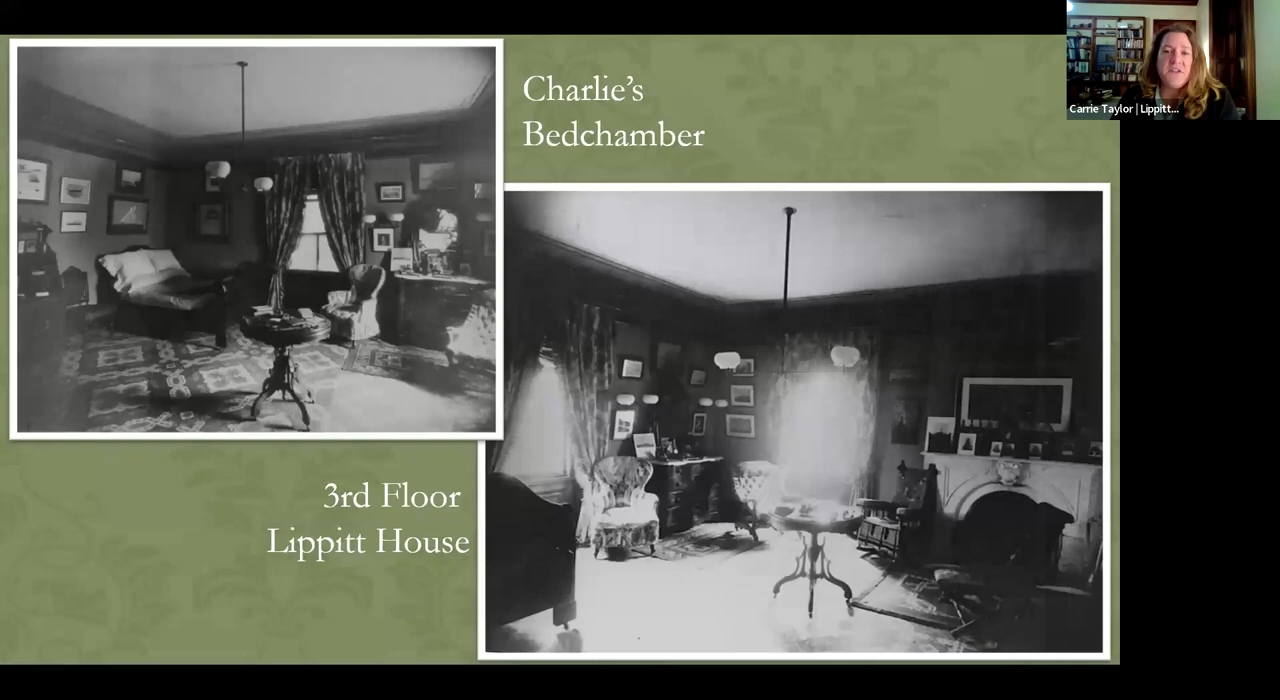 Charlie’s
Bedchamber
3rd Floor
Lippitt House
Carrie Taylor | Lippitt...